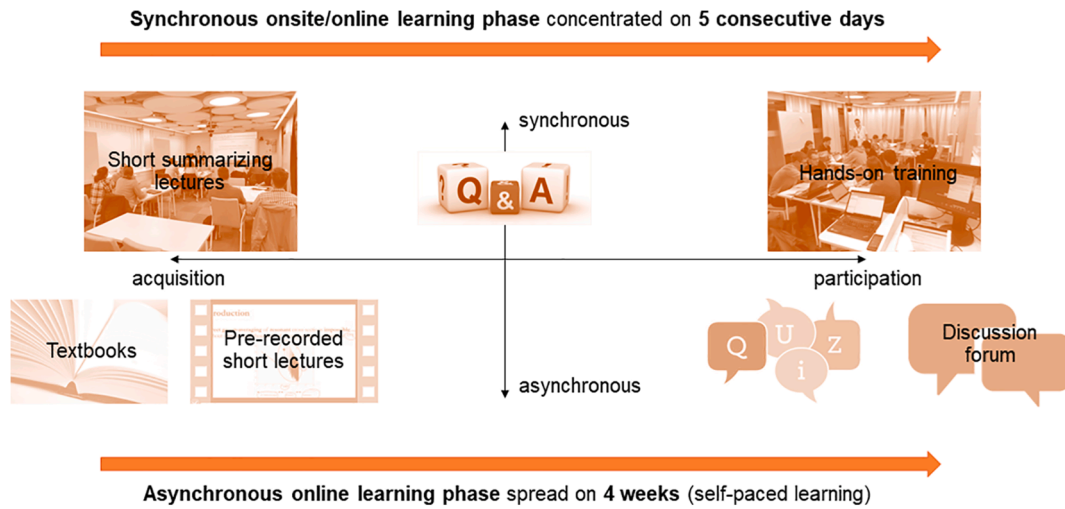 Synchronous onsite/online learning phase concentrated on 5 consecutive days
synchronous
Short summarizing
lectures
Q & A
Hands-on training
acquisition
participation
Textbooks
Pre-recorded
short lectures
Q U i Z
Discussion
forum
asynchronous
Asynchronous online learning phase spread on 4 weeks (self-paced learning)